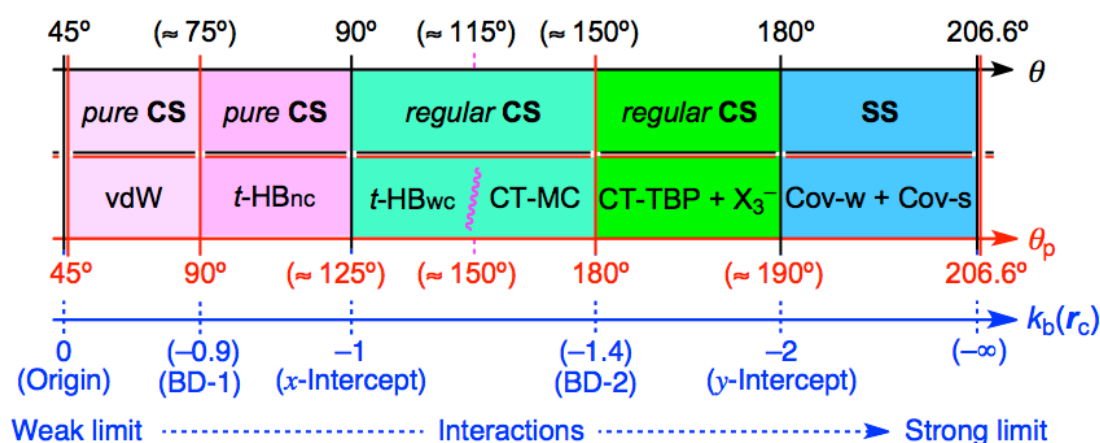 45º (≈ 75º) 90º (≈ 115º) (≈ 150º) 180º 206.6º
θ
pure CS pure CS regular CS regular CS SS
vdW t-HBnc t-HBwc CT-MC CT-TBP + X3⁻ Cov-w + Cov-s
θp
45º 90º (≈ 125º) (≈ 150º) 180º (≈ 190º) 206.6º
kb(rc)
0 (−0.9) −1 (−1.4) −2 (−∞)
(Origin) (BD-1) (x-Intercept) (BD-2) (y-Intercept)
Weak limit Interactions Strong limit